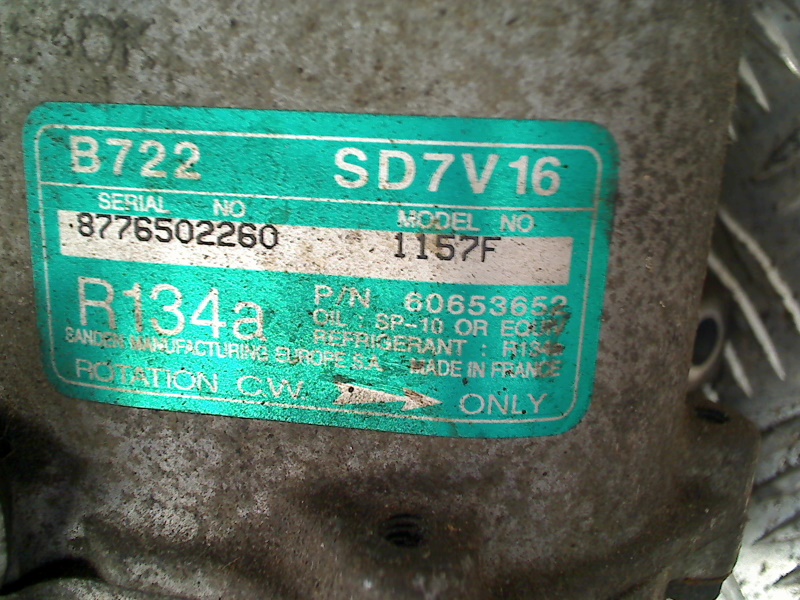 B722 SD7V16
SERIAL NO MODEL NO
8776502260 1157F
R134a
P/N 60653652
OIL : SP-10 OR EQUIV
REFRIGERANT : R134a
SANDEN MANUFACTURING EUROPE S.A. MADE IN FRANCE
ROTATION CW ONLY